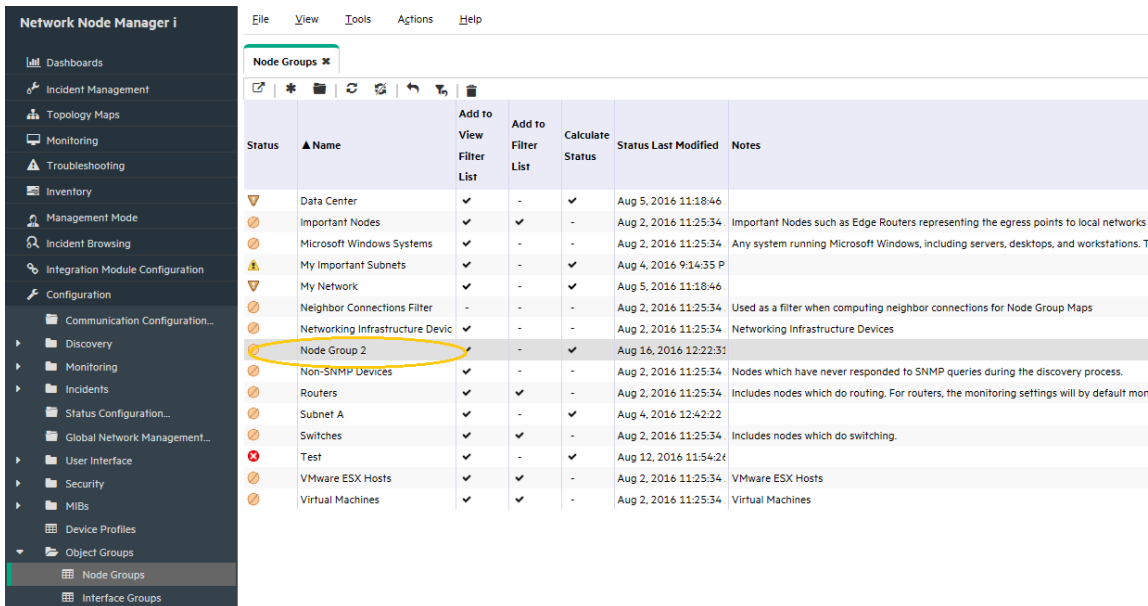 Network Node Manager i
File View Tools Actions Help
Dashboards
Incident Management
Topology Maps
Monitoring
Troubleshooting
Inventory
Management Mode
Incident Browsing
Integration Module Configuration
Configuration
Communication Configuration...
Discovery
Monitoring
Incidents
Status Configuration...
Global Network Management...
User Interface
Security
MIBs
Device Profiles
Object Groups
Node Groups
Interface Groups
Node Groups
Status Name Add to View Filter List Add to Filter List Calculate Status Status Last Modified Notes
Data Center - Aug 5, 2016 11:18:46
Important Nodes - Aug 2, 2016 11:25:34 Important Nodes such as Edge Routers representing the egress points to local networks
Microsoft Windows Systems - - Aug 2, 2016 11:25:34 Any system running Microsoft Windows, including servers, desktops, and workstations. T
My Important Subnets - Aug 4, 2016 9:14:35 P
My Network - Aug 5, 2016 11:18:46
Neighbor Connections Filter - - - Aug 2, 2016 11:25:34 Used as a filter when computing neighbor connections for Node Group Maps
Networking Infrastructure Devic - - Aug 2, 2016 11:25:34 Networking Infrastructure Devices
Node Group 2 - Aug 16, 2016 12:22:31
Non-SNMP Devices - - Aug 2, 2016 11:25:34 Nodes which have never responded to SNMP queries during the discovery process.
Routers - Aug 2, 2016 11:25:34 Includes nodes which do routing. For routers, the monitoring settings will by default mon
Subnet A - Aug 4, 2016 12:42:22
Switches - Aug 2, 2016 11:25:34 Includes nodes which do switching.
Test - Aug 12, 2016 11:54:26
VMware ESX Hosts - Aug 2, 2016 11:25:34 VMware ESX Hosts
Virtual Machines - Aug 2, 2016 11:25:34 Virtual Machines